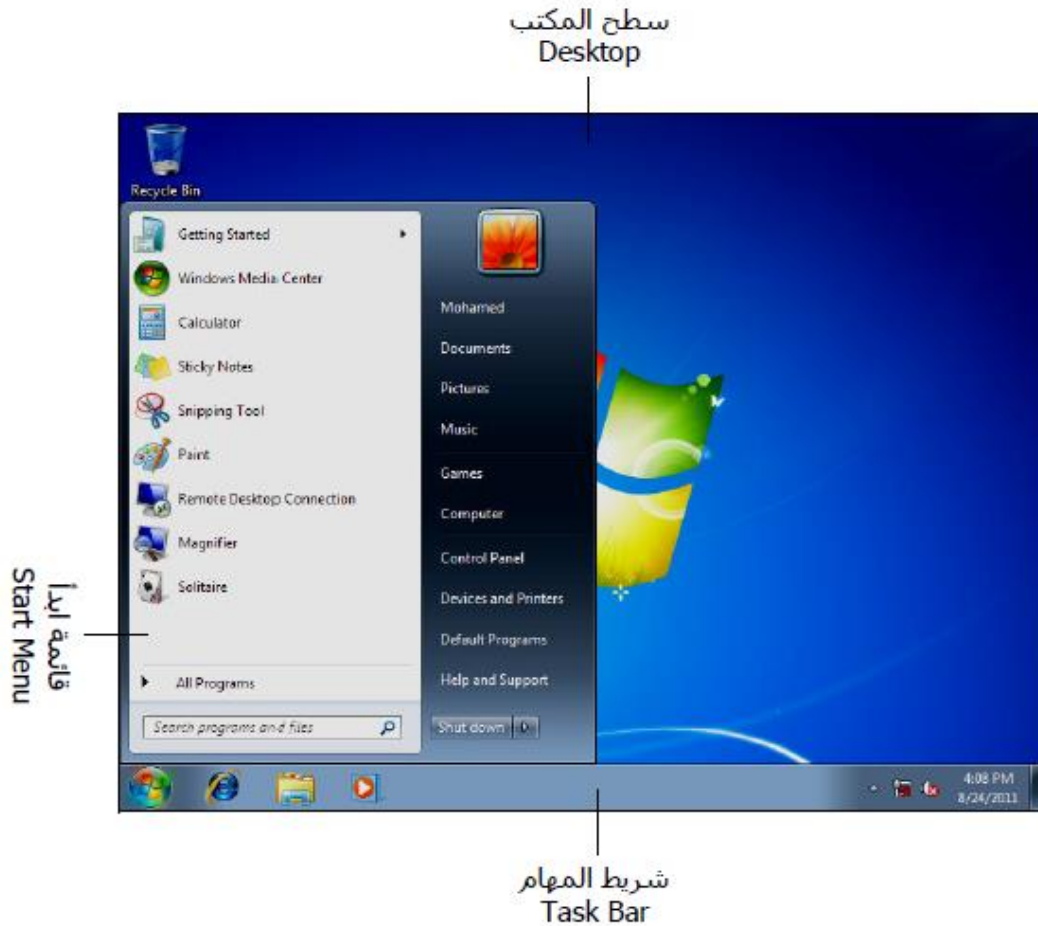 سطح المكتب
Desktop
Recycle Bin
Getting Started
Windows Media Center
Calculator
Sticky Notes
Snipping Tool
Paint
Remote Desktop Connection
Magnifier
Solitaire
All Programs
Search programs and files
Mohamed
Documents
Pictures
Music
Games
Computer
Control Panel
Devices and Printers
Default Programs
Help and Support
Shut down
قائمة ابدأ
Start Menu
4:08 PM
8/24/2011
شريط المهام
Task Bar